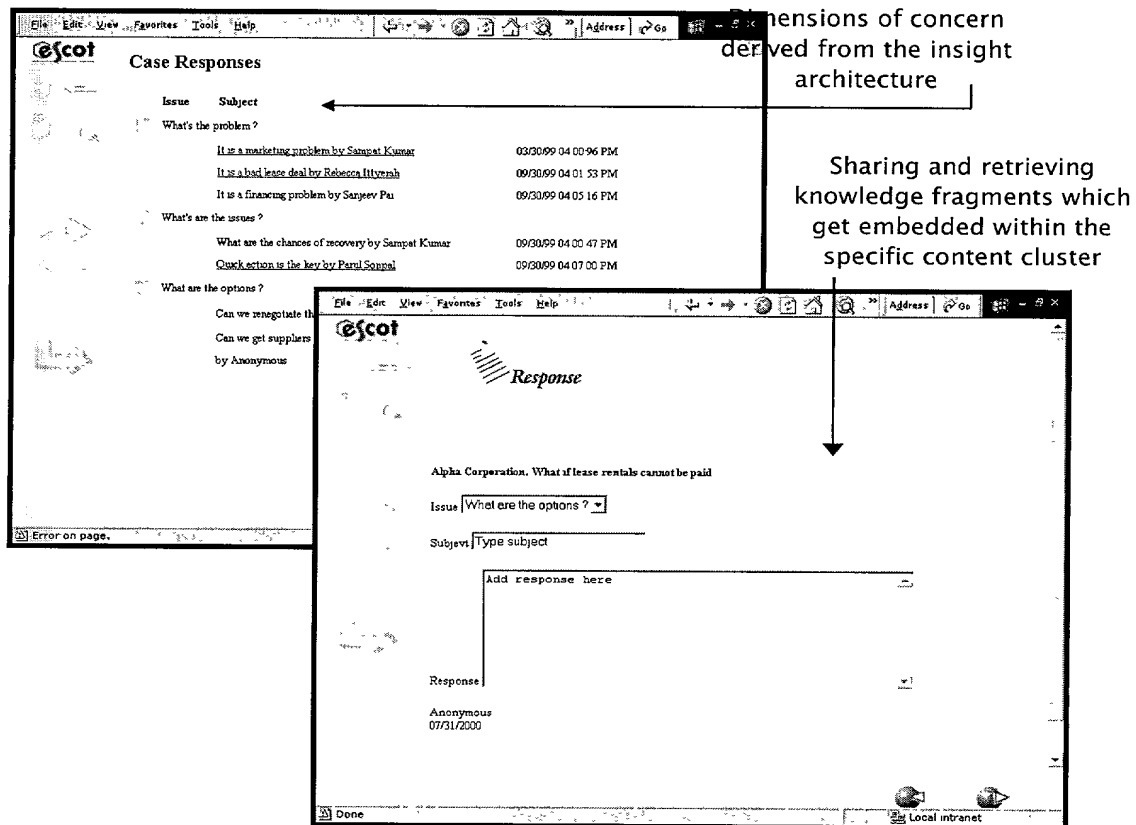 Dimensions of concern
derived from the insight
architecture
File Edit View Favorites Tools Help
» Address Go
escot
Case Responses
Issue Subject
What's the problem ?
It is a marketing problem by Sampat Kumar 03/30/99 04 00·96 PM
It is a bad lease deal by Rebecca Ittyerah 09/30/99 04 01 53 PM
It is a financing problem by Sanjeev Pai 09/30/99 04 05 16 PM
What's are the issues ?
What are the chances of recovery by Sampat Kumar 09/30/99 04 00 47 PM
Quick action is the key by Parul Sonpal 09/30/99 04 07 00 PM
What are the options ?
Can we renegotiate th
Can we get suppliers
by Anonymous
Error on page.
Sharing and retrieving
knowledge fragments which
get embedded within the
specific content cluster
File Edit View Favorites Tools Help
» Address Go
escot
Response
Alpha Corporation. What if lease rentals cannot be paid
Issue What are the options ?
Subject Type subject
Add response here
Response
Anonymous
07/31/2000
Done
Local intranet